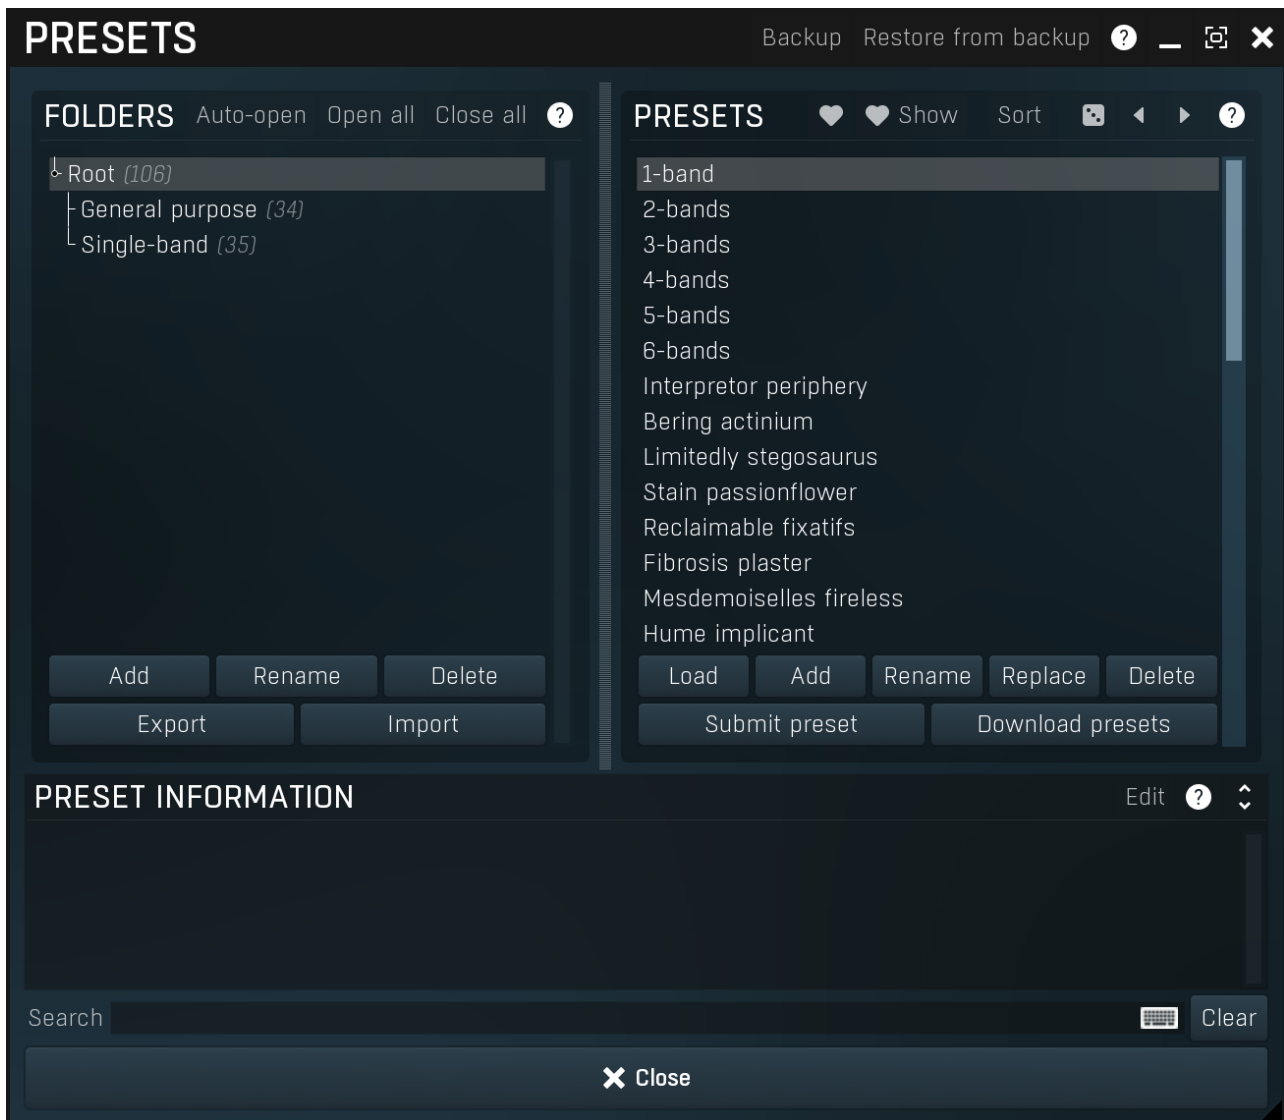 PRESETS Backup Restore from backup ?
FOLDERS Auto-open Open all Close all ?
Root (106)
General purpose (34)
Single-band (35)
Add Rename Delete
Export Import
PRESETS Show Sort ?
1-band
2-bands
3-bands
4-bands
5-bands
6-bands
Interpretor periphery
Bering actinium
Limitedly stegosaurus
Stain passionflower
Reclaimable fixatifs
Fibrosis plaster
Mesdemoiselles fireless
Hume implicant
Load Add Rename Replace Delete
Submit preset Download presets
PRESET INFORMATION Edit ?
Search Clear
Close